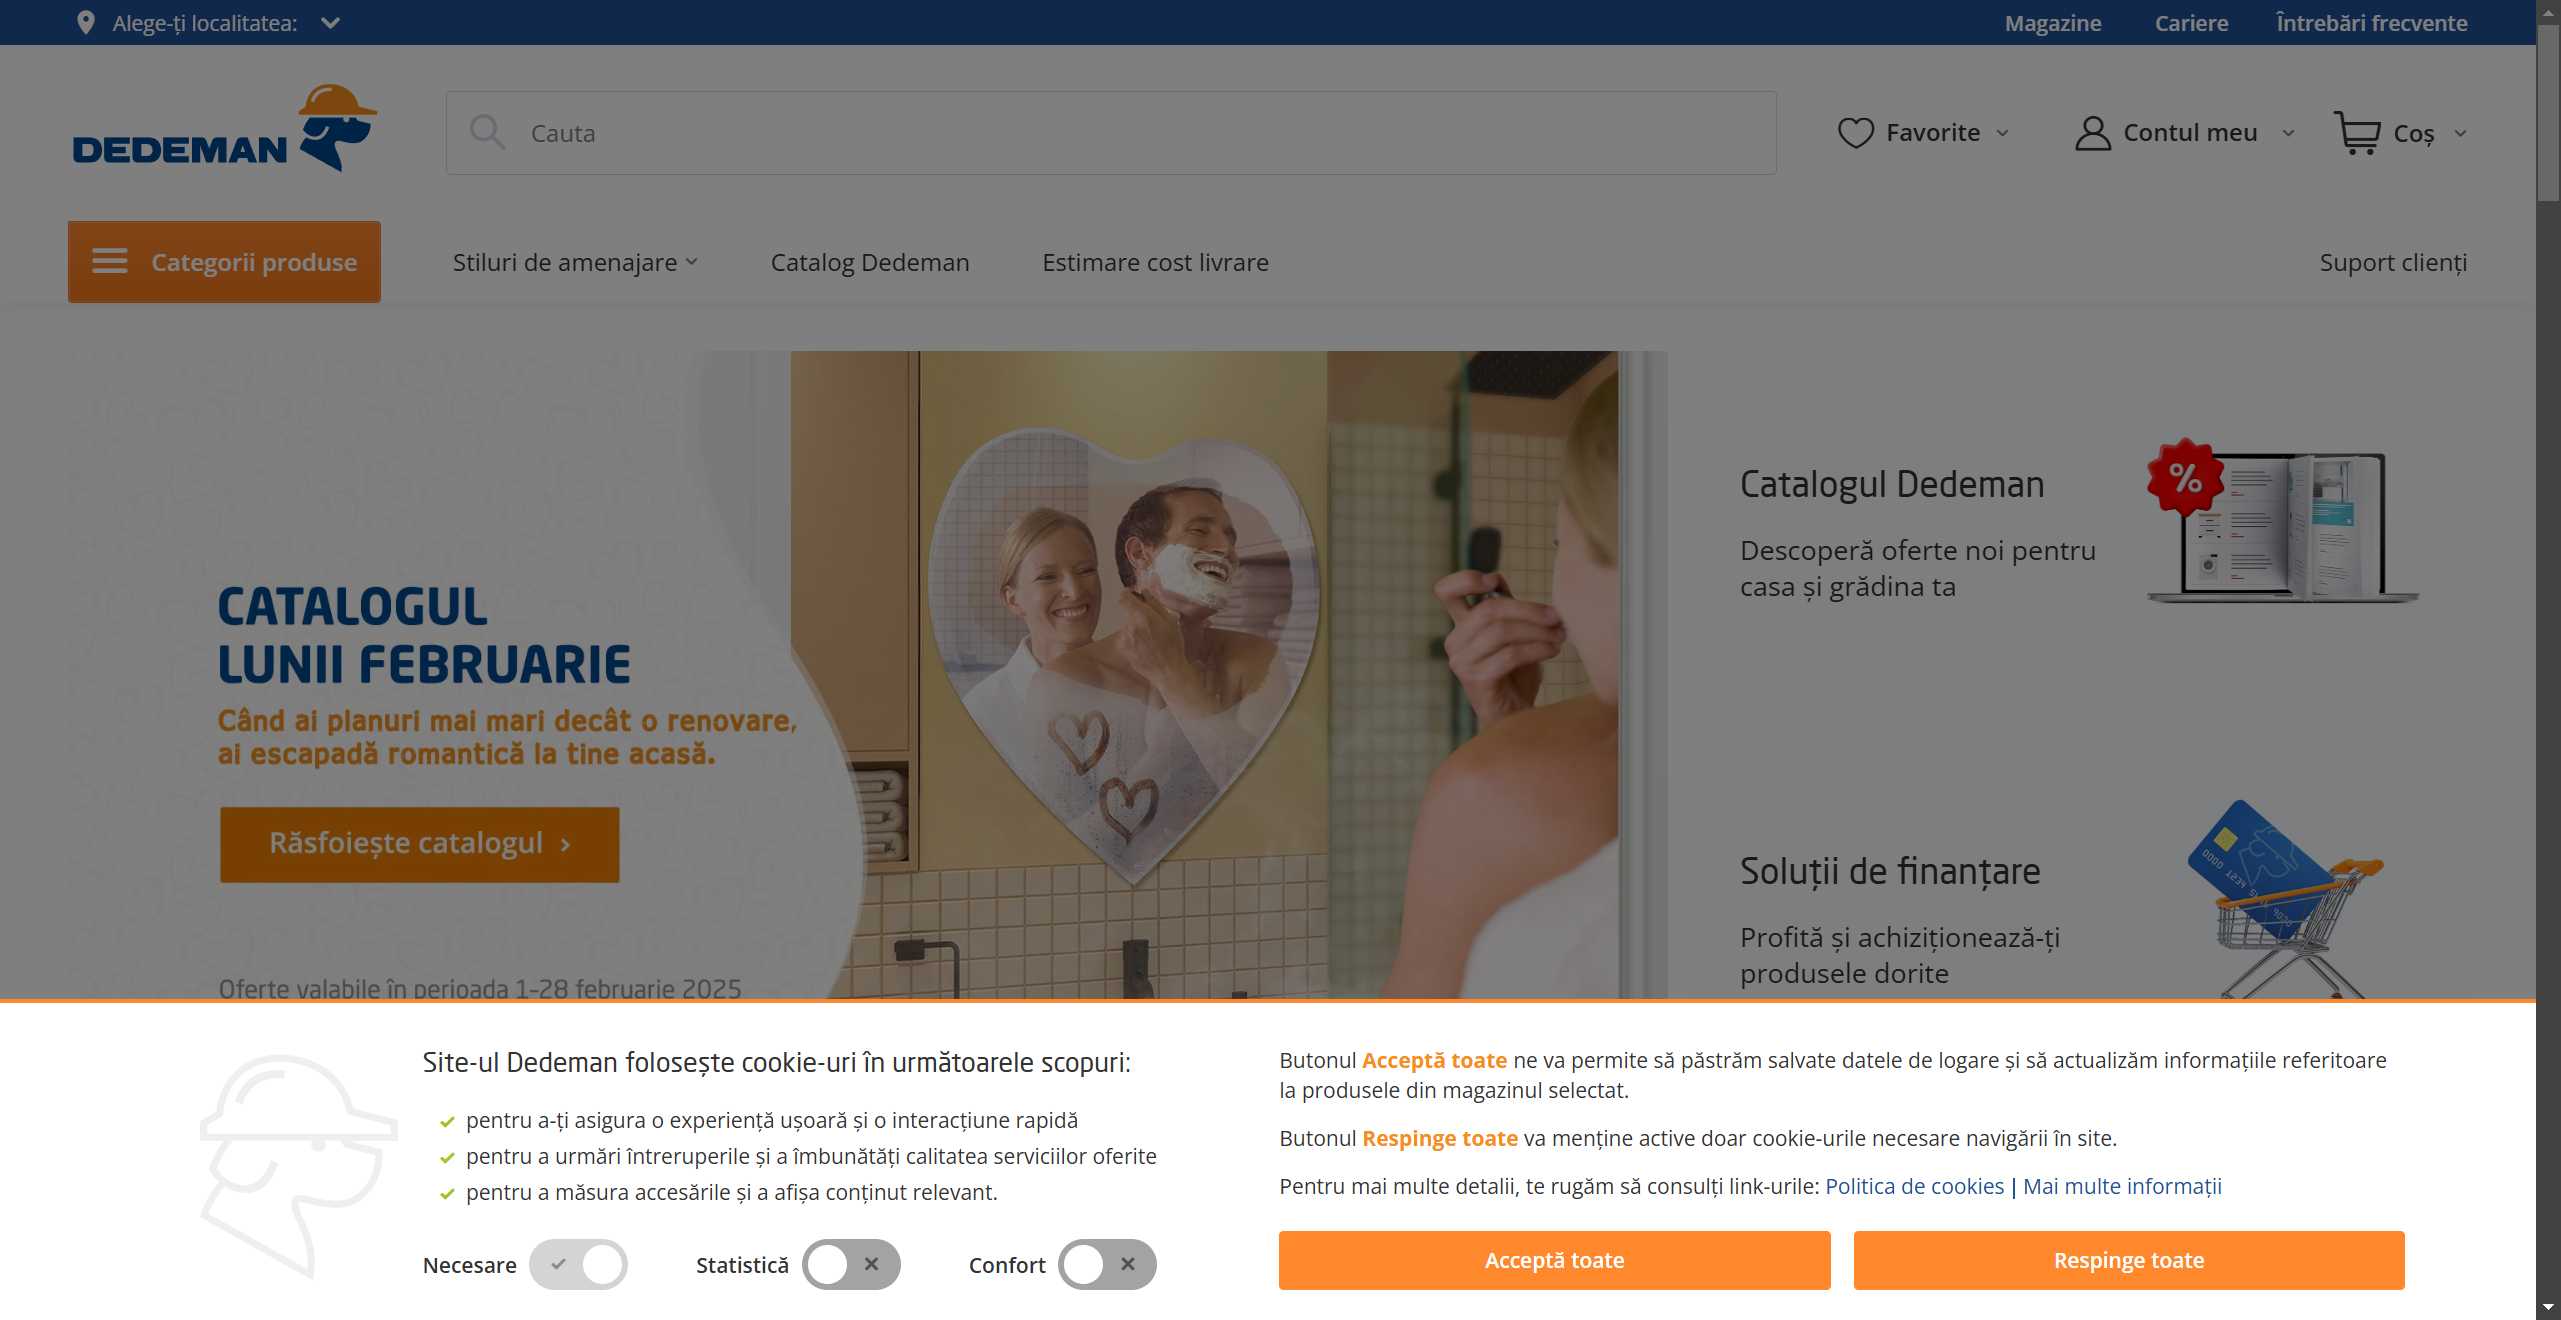 Alege-ți localitatea:
Magazine
Cariere
Întrebări frecvente
DEDEMAN
Cauta
Favorite
Contul meu
Coș
Categorii produse
Stiluri de amenajare
Catalog Dedeman
Estimare cost livrare
Suport clienți
CATALOGUL
LUNII FEBRUARIE
Când ai planuri mai mari decât o renovare,
ai escapadă romantică la tine acasă.
Răsfoiește catalogul ›
Oferte valabile în perioada 1-28 februarie 2025
Catalogul Dedeman
Descoperă oferte noi pentru
casa și grădina ta
%
Soluții de finanțare
Profită și achiziționează-ți
produsele dorite
Site-ul Dedeman folosește cookie-uri în următoarele scopuri:
pentru a-ți asigura o experiență ușoară și o interacțiune rapidă
pentru a urmări întreruperile și a îmbunătăți calitatea serviciilor oferite
pentru a măsura accesările și a afișa conținut relevant.
Necesare
Statistică
Confort
Butonul Acceptă toate ne va permite să păstrăm salvate datele de logare și să actualizăm informațiile referitoare
la produsele din magazinul selectat.
Butonul Respinge toate va menține active doar cookie-urile necesare navigării în site.
Pentru mai multe detalii, te rugăm să consulți link-urile: Politica de cookies | Mai multe informații
Acceptă toate
Respinge toate